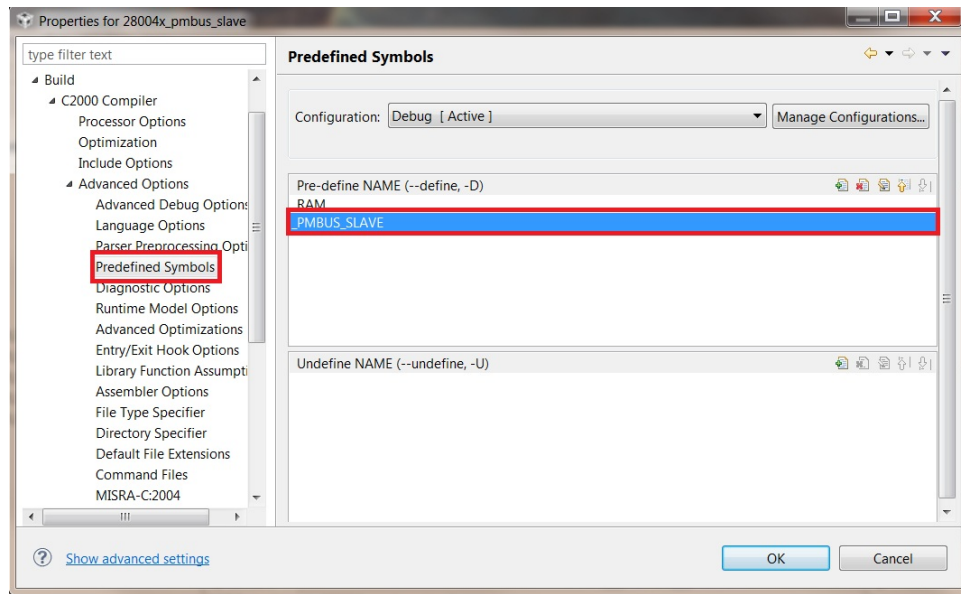 Properties for 28004x_pmbus_slave
type filter text
Build
C2000 Compiler
Processor Options
Optimization
Include Options
Advanced Options
Advanced Debug Options
Language Options
Parser Preprocessing Opti
Predefined Symbols
Diagnostic Options
Runtime Model Options
Advanced Optimizations
Entry/Exit Hook Options
Library Function Assumpti
Assembler Options
File Type Specifier
Directory Specifier
Default File Extensions
Command Files
MISRA-C:2004
Predefined Symbols
Configuration: Debug [ Active ] Manage Configurations...
Pre-define NAME (--define, -D)
RAM
_PMBUS_SLAVE
Undefine NAME (--undefine, -U)
Show advanced settings
OK Cancel